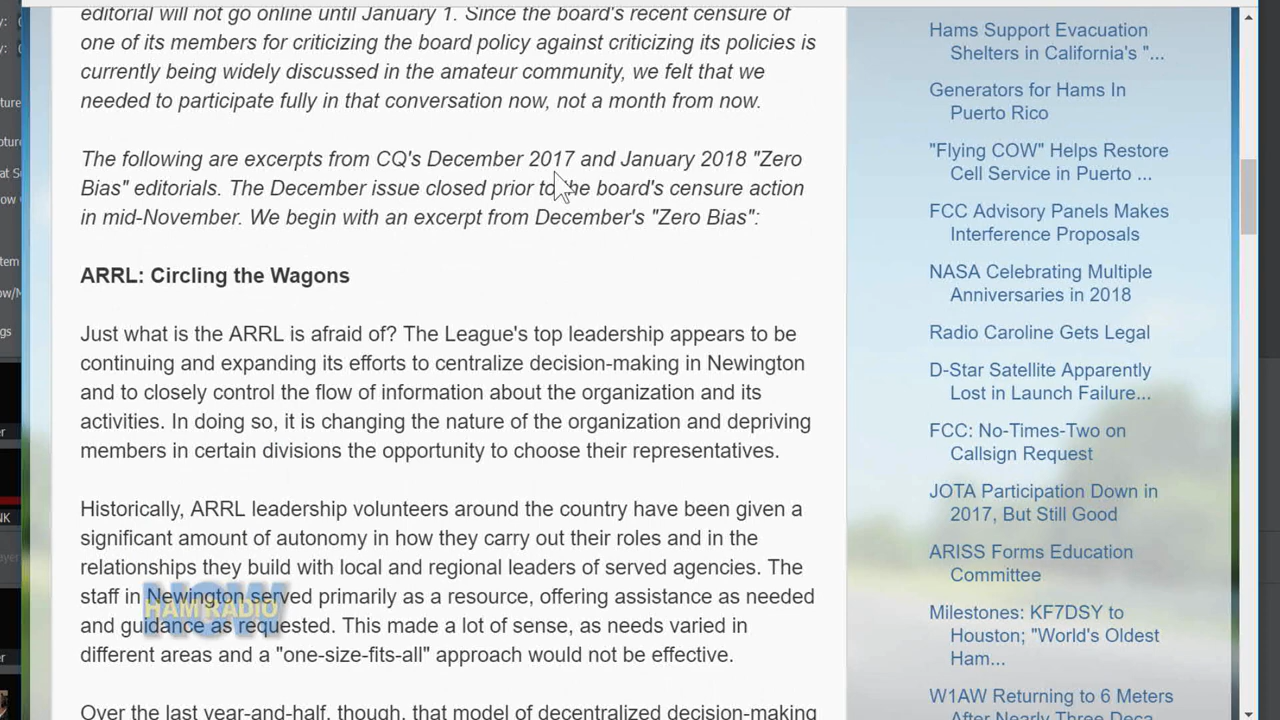 editorial will not go online until January 1. Since the board's recent censure of
one of its members for criticizing the board policy against criticizing its policies is
currently being widely discussed in the amateur community, we felt that we
needed to participate fully in that conversation now, not a month from now.
The following are excerpts from CQ's December 2017 and January 2018 "Zero
Bias" editorials. The December issue closed prior to the board's censure action
in mid-November. We begin with an excerpt from December's "Zero Bias":
ARRL: Circling the Wagons
Just what is the ARRL is afraid of? The League's top leadership appears to be
continuing and expanding its efforts to centralize decision-making in Newington
and to closely control the flow of information about the organization and its
activities. In doing so, it is changing the nature of the organization and depriving
members in certain divisions the opportunity to choose their representatives.
Historically, ARRL leadership volunteers around the country have been given a
significant amount of autonomy in how they carry out their roles and in the
relationships they build with local and regional leaders of served agencies. The
staff in Newington served primarily as a resource, offering assistance as needed
and guidance as requested. This made a lot of sense, as needs varied in
different areas and a "one-size-fits-all" approach would not be effective.
Over the last year-and-half, though, that model of decentralized decision-making
HAM RADIO
NOW
Hams Support Evacuation
Shelters in California's "...
Generators for Hams In
Puerto Rico
"Flying COW" Helps Restore
Cell Service in Puerto ...
FCC Advisory Panels Makes
Interference Proposals
NASA Celebrating Multiple
Anniversaries in 2018
Radio Caroline Gets Legal
D-Star Satellite Apparently
Lost in Launch Failure...
FCC: No-Times-Two on
Callsign Request
JOTA Participation Down in
2017, But Still Good
ARISS Forms Education
Committee
Milestones: KF7DSY to
Houston; "World's Oldest
Ham...
W1AW Returning to 6 Meters
After Nearly Three Deca